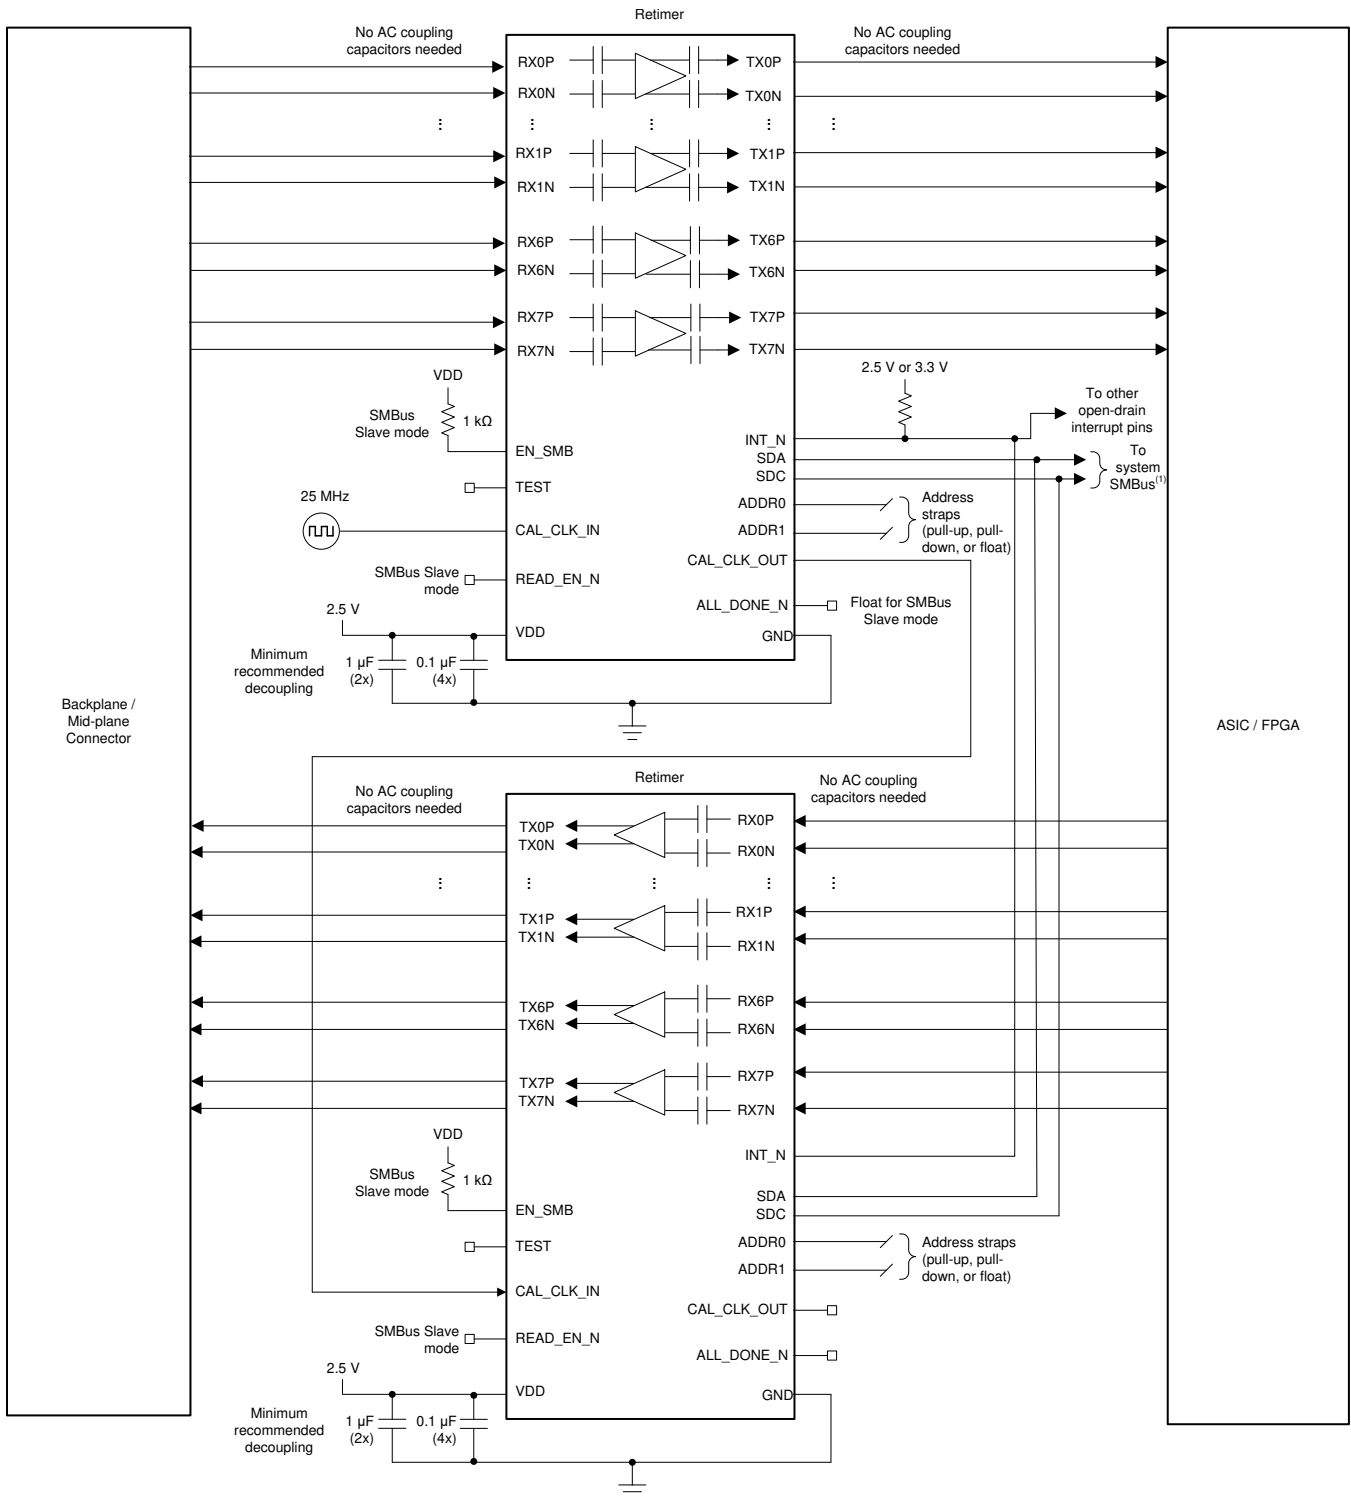 Retimer
No AC coupling
capacitors needed
No AC coupling
capacitors needed
RX0P
TX0P
RX0N
TX0N
RX1P
TX1P
RX1N
TX1N
RX6P
TX6P
RX6N
TX6N
RX7P
TX7P
RX7N
TX7N
VDD
SMBus
Slave mode
1 kΩ
EN_SMB
TEST
25 MHz
CAL_CLK_IN
SMBus Slave
mode
READ_EN_N
2.5 V
VDD
Minimum
recommended
decoupling
1 µF
(2x)
0.1 µF
(4x)
2.5 V or 3.3 V
To other
open-drain
interrupt pins
INT_N
SDA
SDC
To
system
SMBus(1)
ADDR0
ADDR1
Address
straps
(pull-up, pull-
down, or float)
CAL_CLK_OUT
ALL_DONE_N
Float for SMBus
Slave mode
GND
Backplane /
Mid-plane
Connector
ASIC / FPGA
Retimer
No AC coupling
capacitors needed
No AC coupling
capacitors needed
TX0P
RX0P
TX0N
RX0N
TX1P
RX1P
TX1N
RX1N
TX6P
RX6P
TX6N
RX6N
TX7P
RX7P
TX7N
RX7N
VDD
SMBus
Slave mode
1 kΩ
EN_SMB
TEST
CAL_CLK_IN
SMBus Slave
mode
READ_EN_N
2.5 V
VDD
Minimum
recommended
decoupling
1 µF
(2x)
0.1 µF
(4x)
INT_N
SDA
SDC
ADDR0
ADDR1
Address straps
(pull-up, pull-
down, or float)
CAL_CLK_OUT
ALL_DONE_N
GND